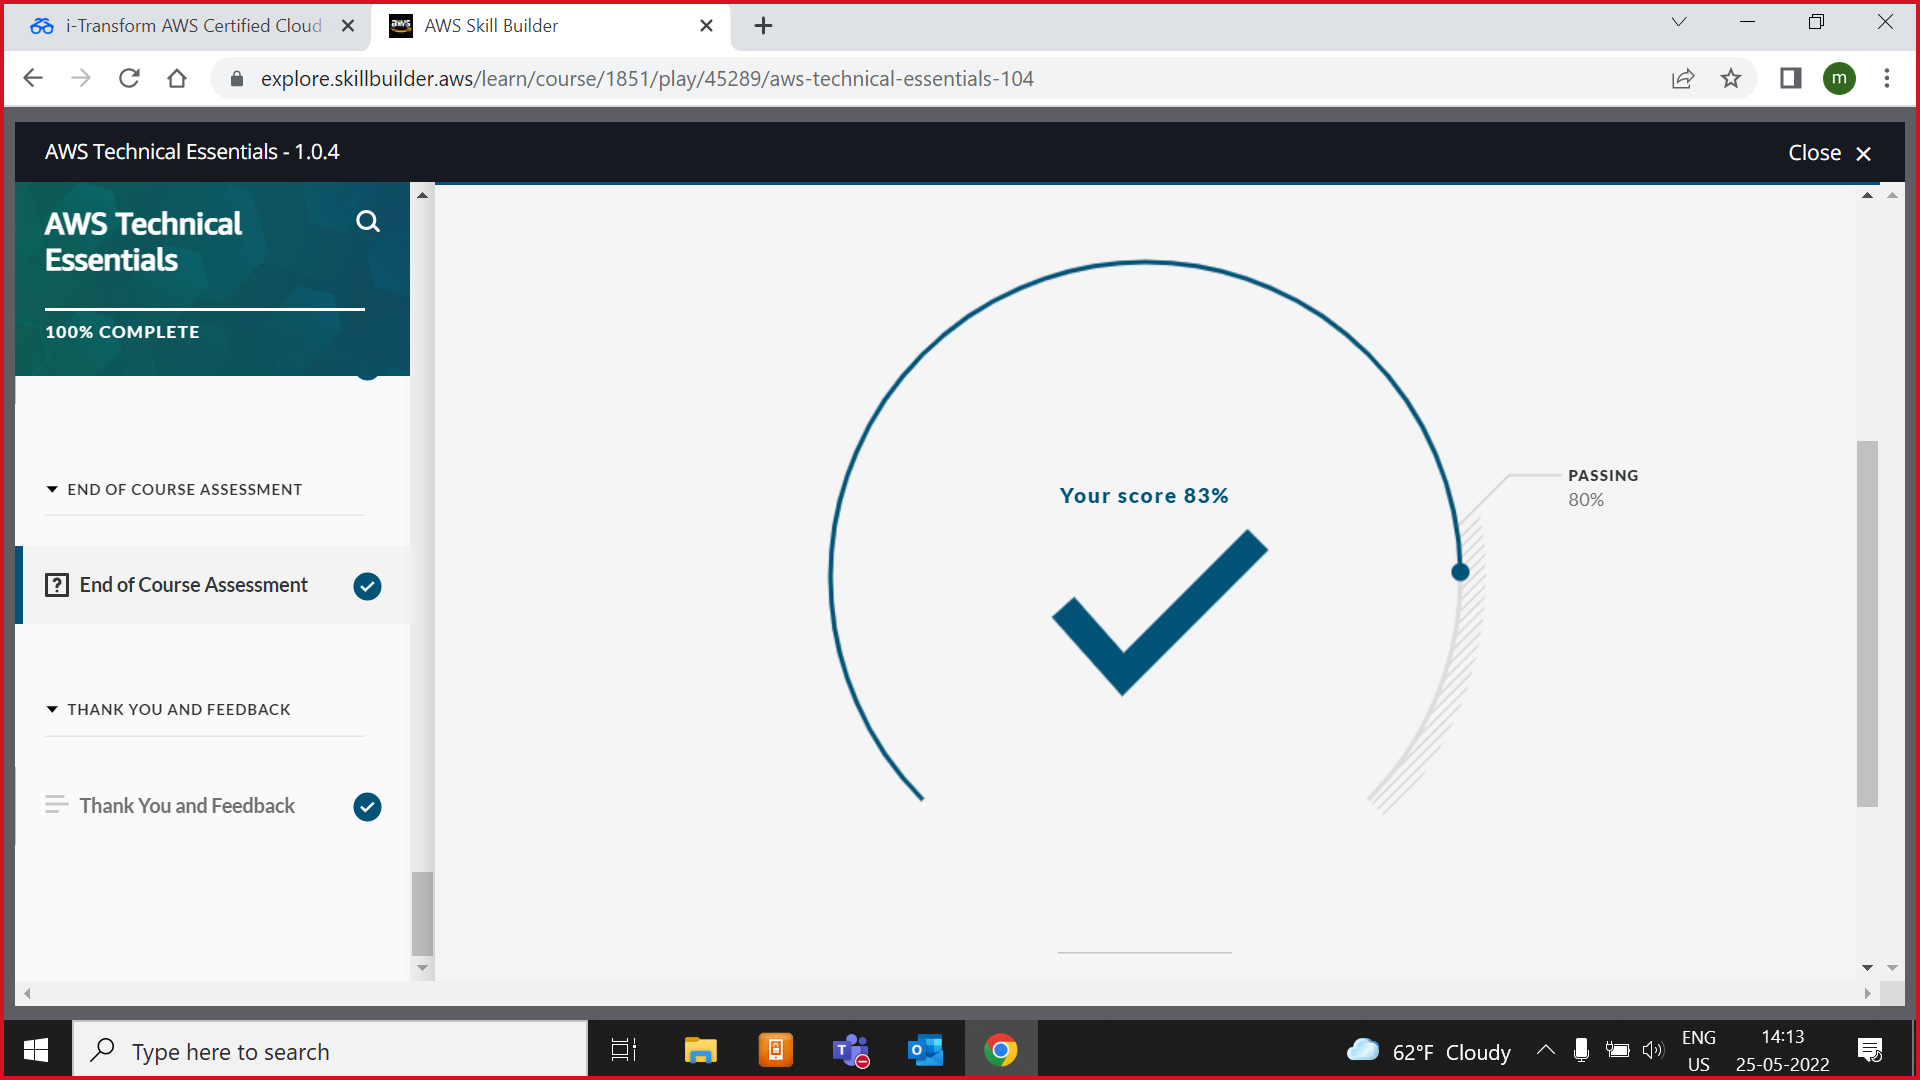 i-Transform AWS Certified Cloud
aws
AWS Skill Builder
explore.skillbuilder.aws/learn/course/1851/play/45289/aws-technical-essentials-104
m
AWS Technical Essentials - 1.0.4
Close
AWS Technical
Essentials
100% COMPLETE
END OF COURSE ASSESSMENT
End of Course Assessment
THANK YOU AND FEEDBACK
Thank You and Feedback
Your score 83%
PASSING
80%
Type here to search
62°F Cloudy
ENG
US
14:13
25-05-2022